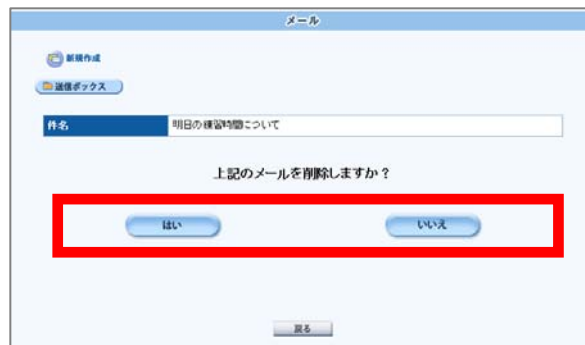 メール
新規作成
送信ボックス
件名 明日の練習時間について
上記のメールを削除しますか？
はい いいえ
戻る